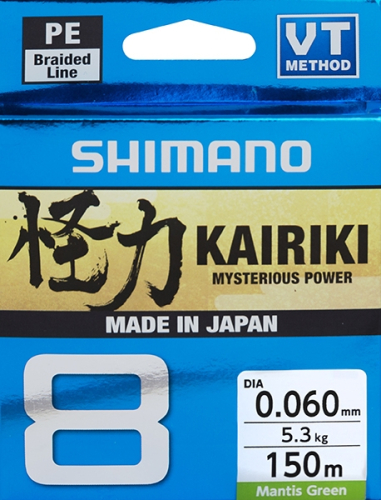 PE
Braided
Line
VT
METHOD
SHIMANO
怪力
KAIRIKI
MYSTERIOUS POWER
MADE IN JAPAN
8
DIA
0.060mm
5.3kg
150m
Mantis Green